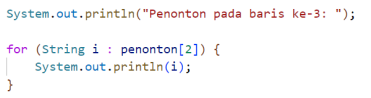 System.out.println("Penonton pada baris ke-3: ");
for (String i : penonton[2]) {
System.out.println(i);
}